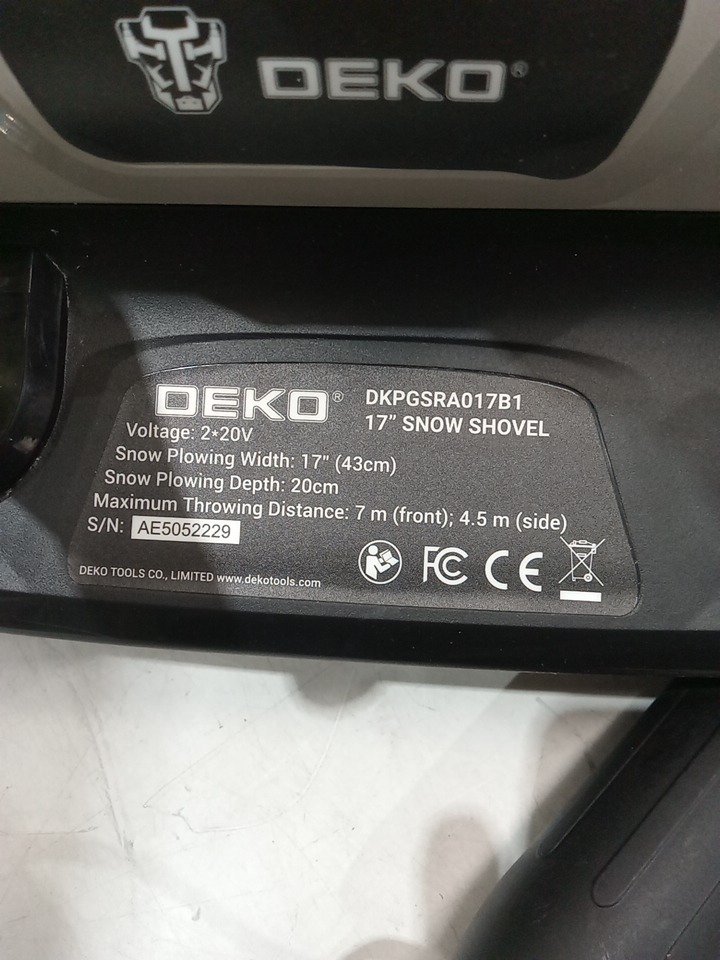 DEKO®
DEKO® DKPGSRA017B1
17” SNOW SHOVEL
Voltage: 2*20V
Snow Plowing Width: 17" (43cm)
Snow Plowing Depth: 20cm
Maximum Throwing Distance: 7 m (front); 4.5 m (side)
S/N: AE5052229
DEKO TOOLS CO., LIMITED www.dekotools.com
FC CE